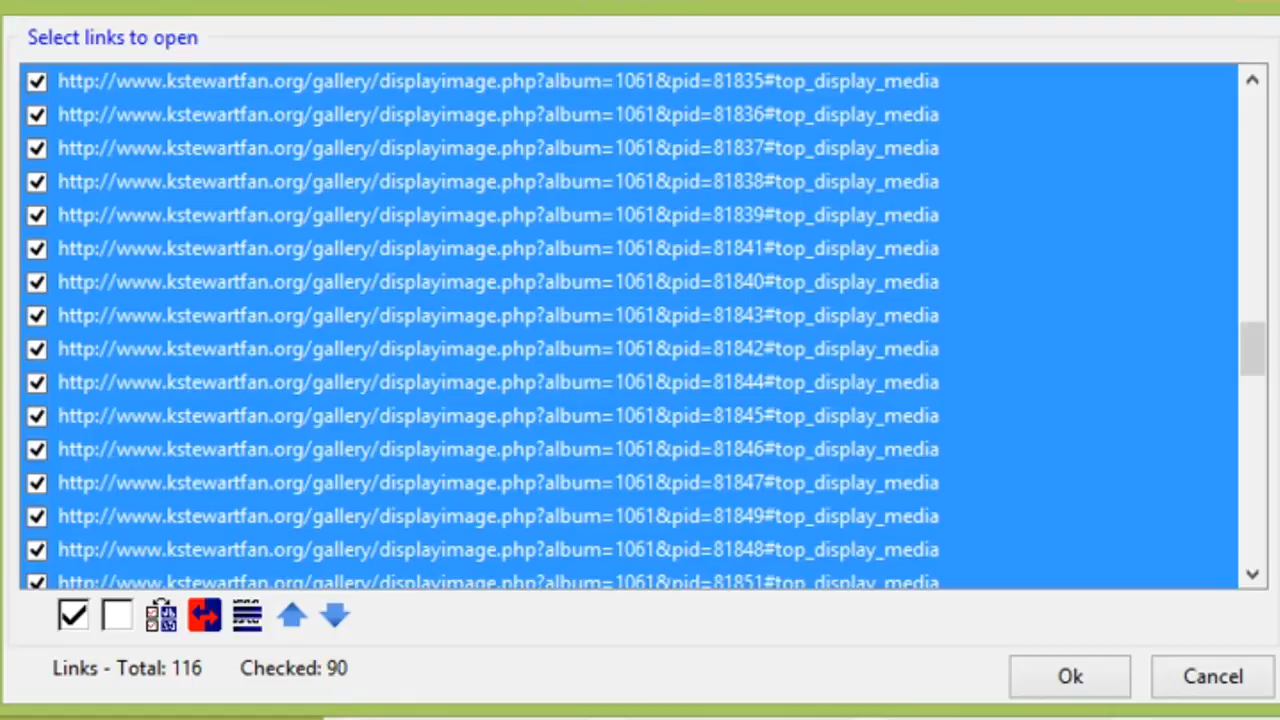 Select links to open
http://www.kstewartfan.org/gallery/displayimage.php?album=1061&pid=81835#top_display_media
http://www.kstewartfan.org/gallery/displayimage.php?album=1061&pid=81836#top_display_media
http://www.kstewartfan.org/gallery/displayimage.php?album=1061&pid=81837#top_display_media
http://www.kstewartfan.org/gallery/displayimage.php?album=1061&pid=81838#top_display_media
http://www.kstewartfan.org/gallery/displayimage.php?album=1061&pid=81839#top_display_media
http://www.kstewartfan.org/gallery/displayimage.php?album=1061&pid=81841#top_display_media
http://www.kstewartfan.org/gallery/displayimage.php?album=1061&pid=81840#top_display_media
http://www.kstewartfan.org/gallery/displayimage.php?album=1061&pid=81843#top_display_media
http://www.kstewartfan.org/gallery/displayimage.php?album=1061&pid=81842#top_display_media
http://www.kstewartfan.org/gallery/displayimage.php?album=1061&pid=81844#top_display_media
http://www.kstewartfan.org/gallery/displayimage.php?album=1061&pid=81845#top_display_media
http://www.kstewartfan.org/gallery/displayimage.php?album=1061&pid=81846#top_display_media
http://www.kstewartfan.org/gallery/displayimage.php?album=1061&pid=81847#top_display_media
http://www.kstewartfan.org/gallery/displayimage.php?album=1061&pid=81849#top_display_media
http://www.kstewartfan.org/gallery/displayimage.php?album=1061&pid=81848#top_display_media
http://www.kstewartfan.org/gallery/displayimage.php?album=1061&pid=81851#top_display_media
Links - Total: 116 Checked: 90
Ok Cancel